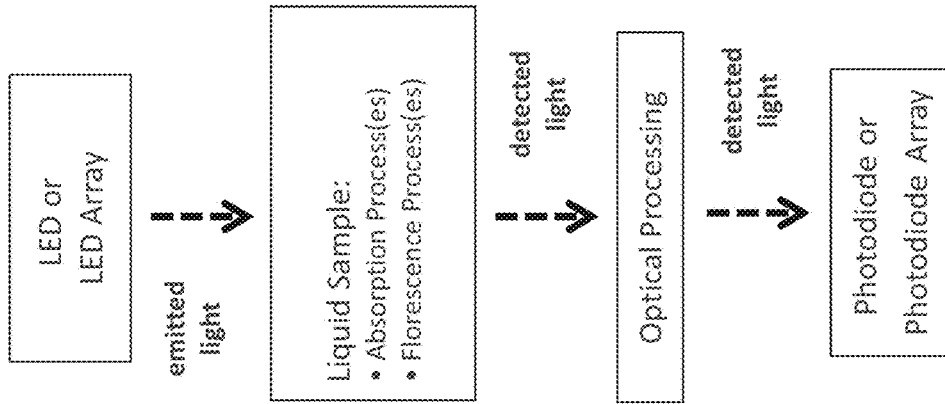 LED or
LED Array
emitted
light
Liquid Sample:
• Absorption Process(es)
• Florescence Process(es)
detected
light
Optical Processing
detected
light
Photodiode or
Photodiode Array